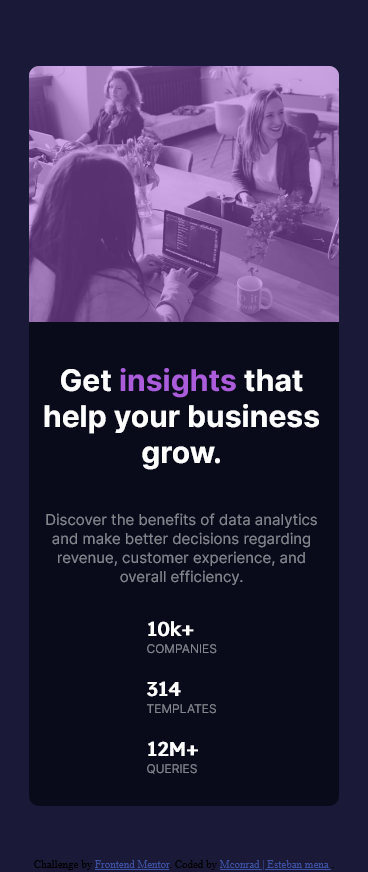 Get insights that
help your business
grow.
Discover the benefits of data analytics
and make better decisions regarding
revenue, customer experience, and
overall efficiency.
10k+
COMPANIES
314
TEMPLATES
12M+
QUERIES
Challenge by Frontend Mentor. Coded by Mconrad | Esteban mena.